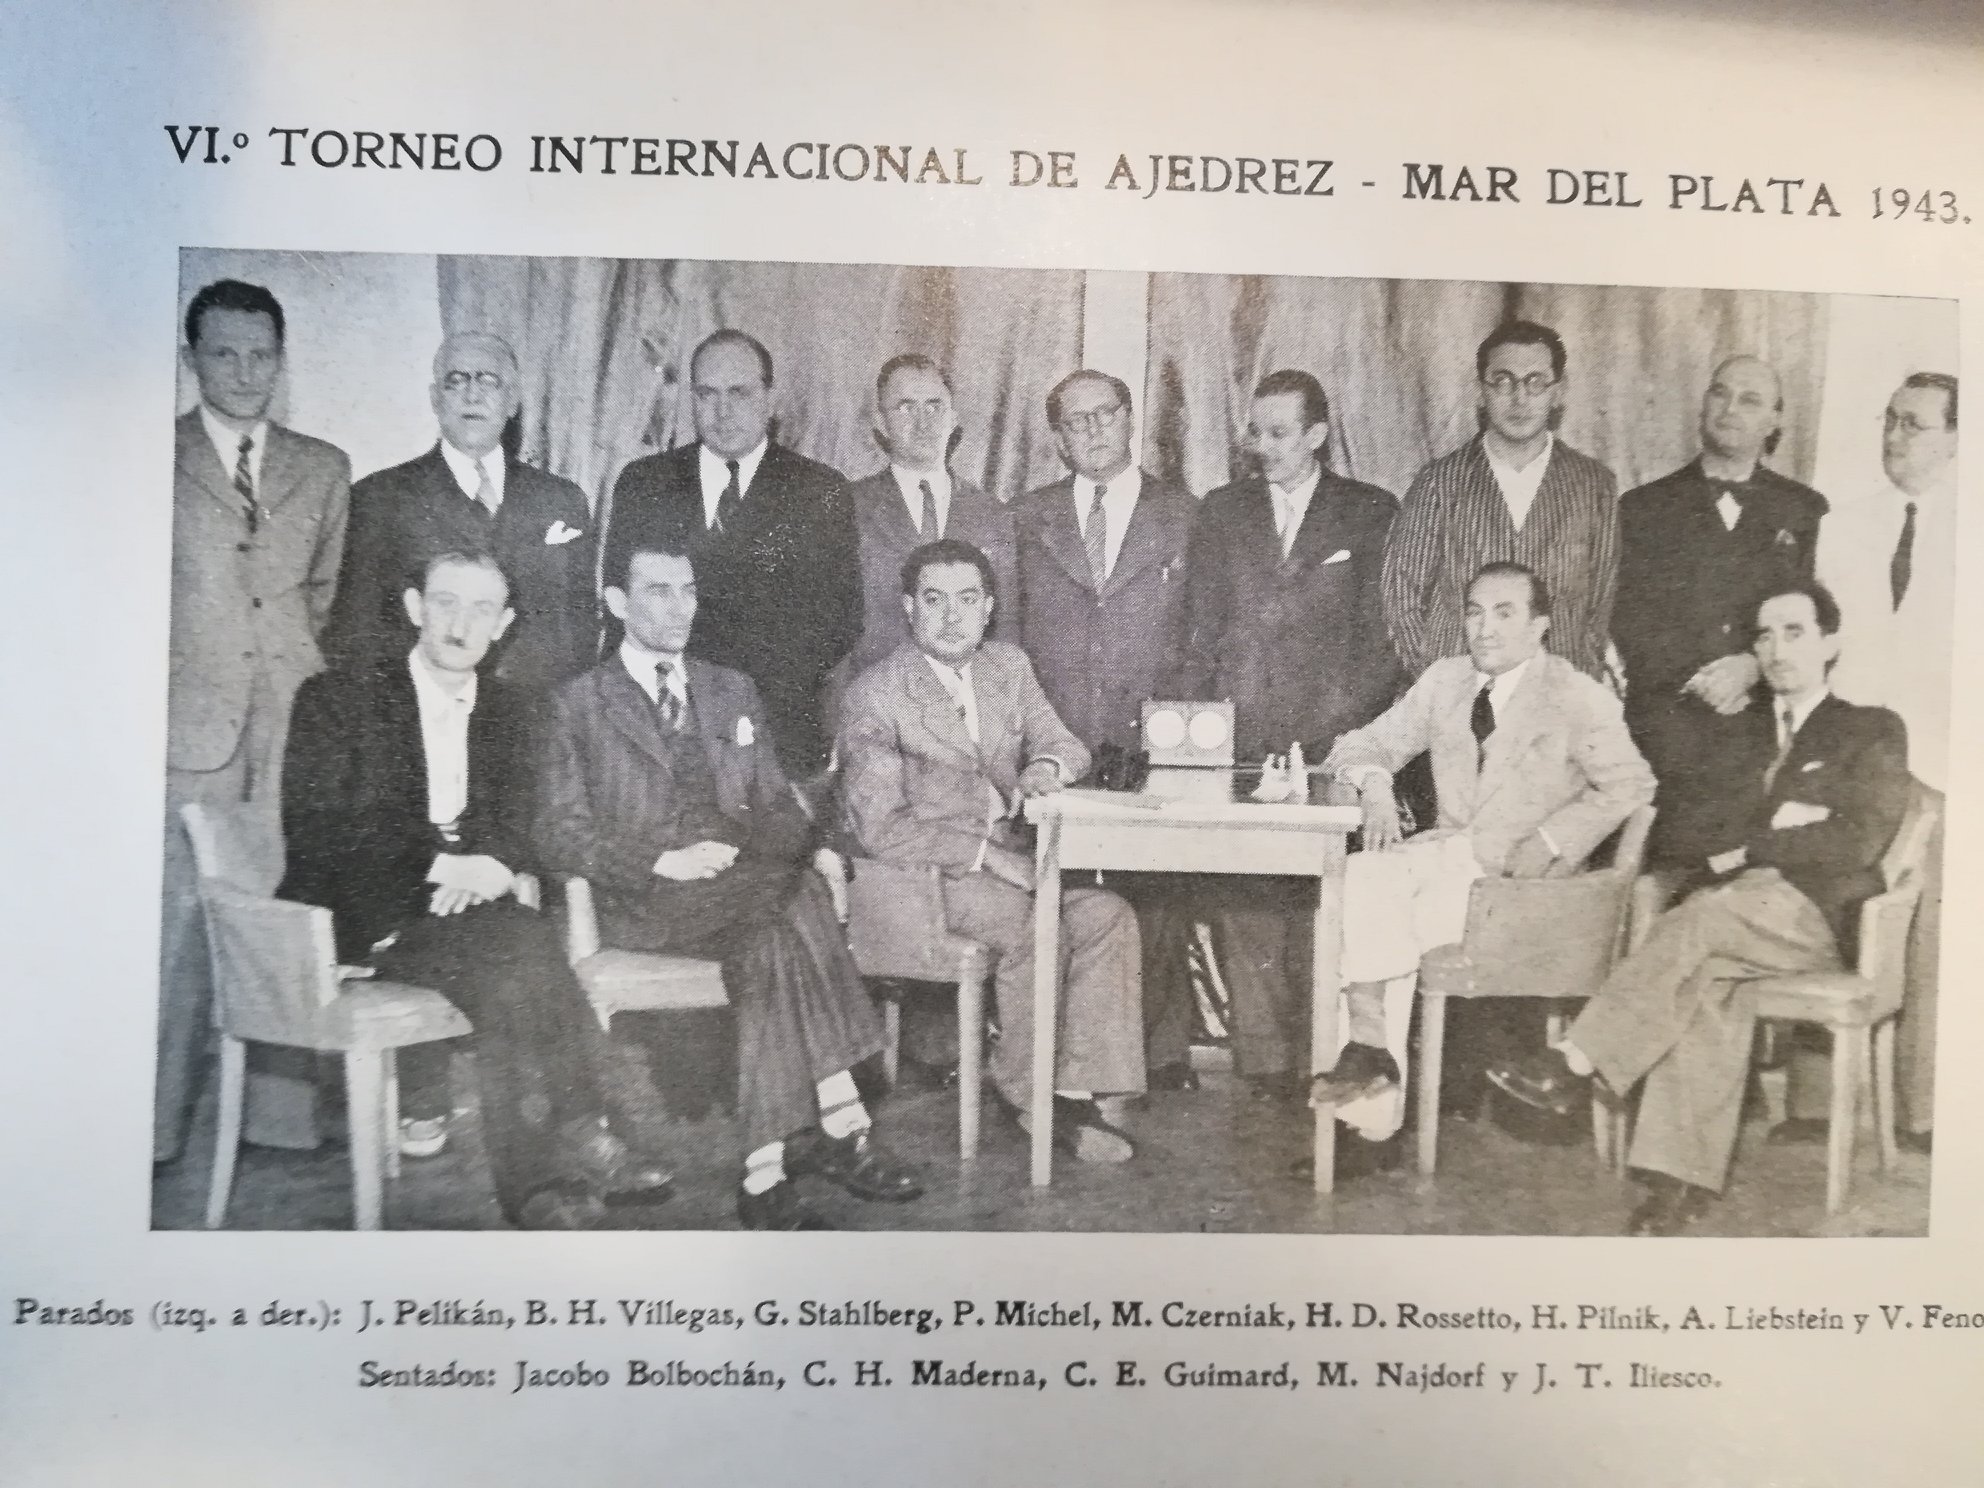 VI.º TORNEO INTERNACIONAL DE AJEDREZ - MAR DEL PLATA 1943.
Parados (izq. a der.): J. Pelikán, B. H. Villegas, G. Stahlberg, P. Michel, M. Czerniak, H. D. Rossetto, H. Pilnik, A. Liebstein y V. Feno
Sentados: Jacobo Bolbochán, C. H. Maderna, C. E. Guimard, M. Najdorf y J. T. Iliesco.